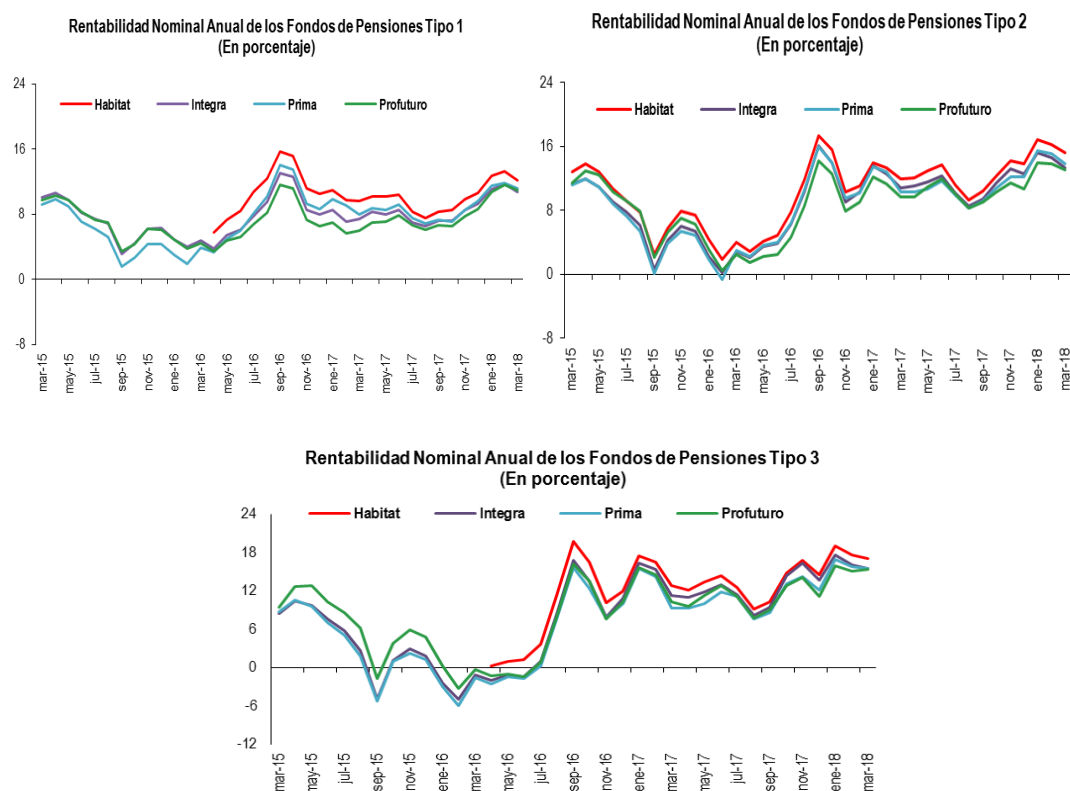 Rentabilidad Nominal Anual de los Fondos de Pensiones Tipo 1
(En porcentaje)
24
16
8
0
-8
Habitat
Integra
Prima
Profuturo
mar-15
may-15
jul-15
sep-15
nov-15
ene-16
mar-16
may-16
jul-16
sep-16
nov-16
ene-17
mar-17
may-17
jul-17
sep-17
nov-17
ene-18
mar-18
Rentabilidad Nominal Anual de los Fondos de Pensiones Tipo 2
(En porcentaje)
24
16
8
0
-8
Habitat
Integra
Prima
Profuturo
mar-15
may-15
jul-15
sep-15
nov-15
ene-16
mar-16
may-16
jul-16
sep-16
nov-16
ene-17
mar-17
may-17
jul-17
sep-17
nov-17
ene-18
mar-18
Rentabilidad Nominal Anual de los Fondos de Pensiones Tipo 3
(En porcentaje)
24
18
12
6
0
-6
-12
Habitat
Integra
Prima
Profuturo
mar-15
may-15
jul-15
sep-15
nov-15
ene-16
mar-16
may-16
jul-16
sep-16
nov-16
ene-17
mar-17
may-17
jul-17
sep-17
nov-17
ene-18
mar-18